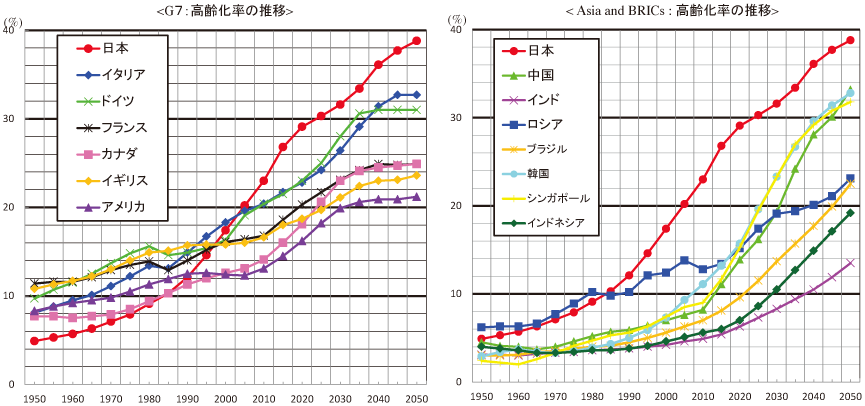 <G7：高齢化率の推移>
(%)
40
30
20
10
0
日本
イタリア
ドイツ
フランス
カナダ
イギリス
アメリカ
1950 1960 1970 1980 1990 2000 2010 2020 2030 2040 2050
< Asia and BRICs：高齢化率の推移>
(%)
40
30
20
10
0
日本
中国
インド
ロシア
ブラジル
韓国
シンガポール
インドネシア
1950 1960 1970 1980 1990 2000 2010 2020 2030 2040 2050